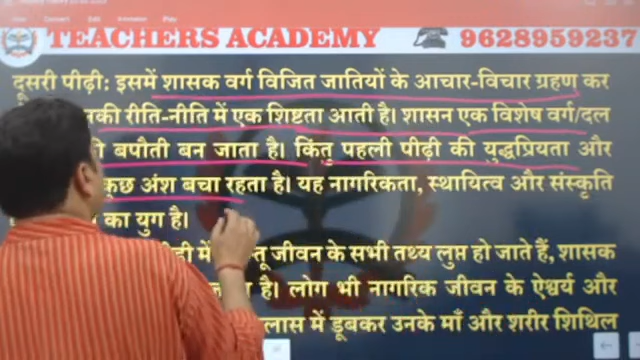 TEACHERS ACADEMY 9628959237
दूसरी पीढ़ी: इसमें शासक वर्ग विजित जातियों के आचार-विचार ग्रहण कर
रीति-नीति में एक शिष्टता आती है। शासन एक विशेष वर्ग/दल
बपौती बन जाता है। किंतु पहली पीढ़ी की युद्धप्रियता और
कुछ अंश बचा रहता है। यह नागरिकता, स्थायित्व और संस्कृति
का युग है।
में जीवन के सभी तथ्य लुप्त हो जाते हैं, शासक
है। लोग भी नागरिक जीवन के ऐश्वर्य और
में डूबकर उनके माँ और शरीर शिथिल